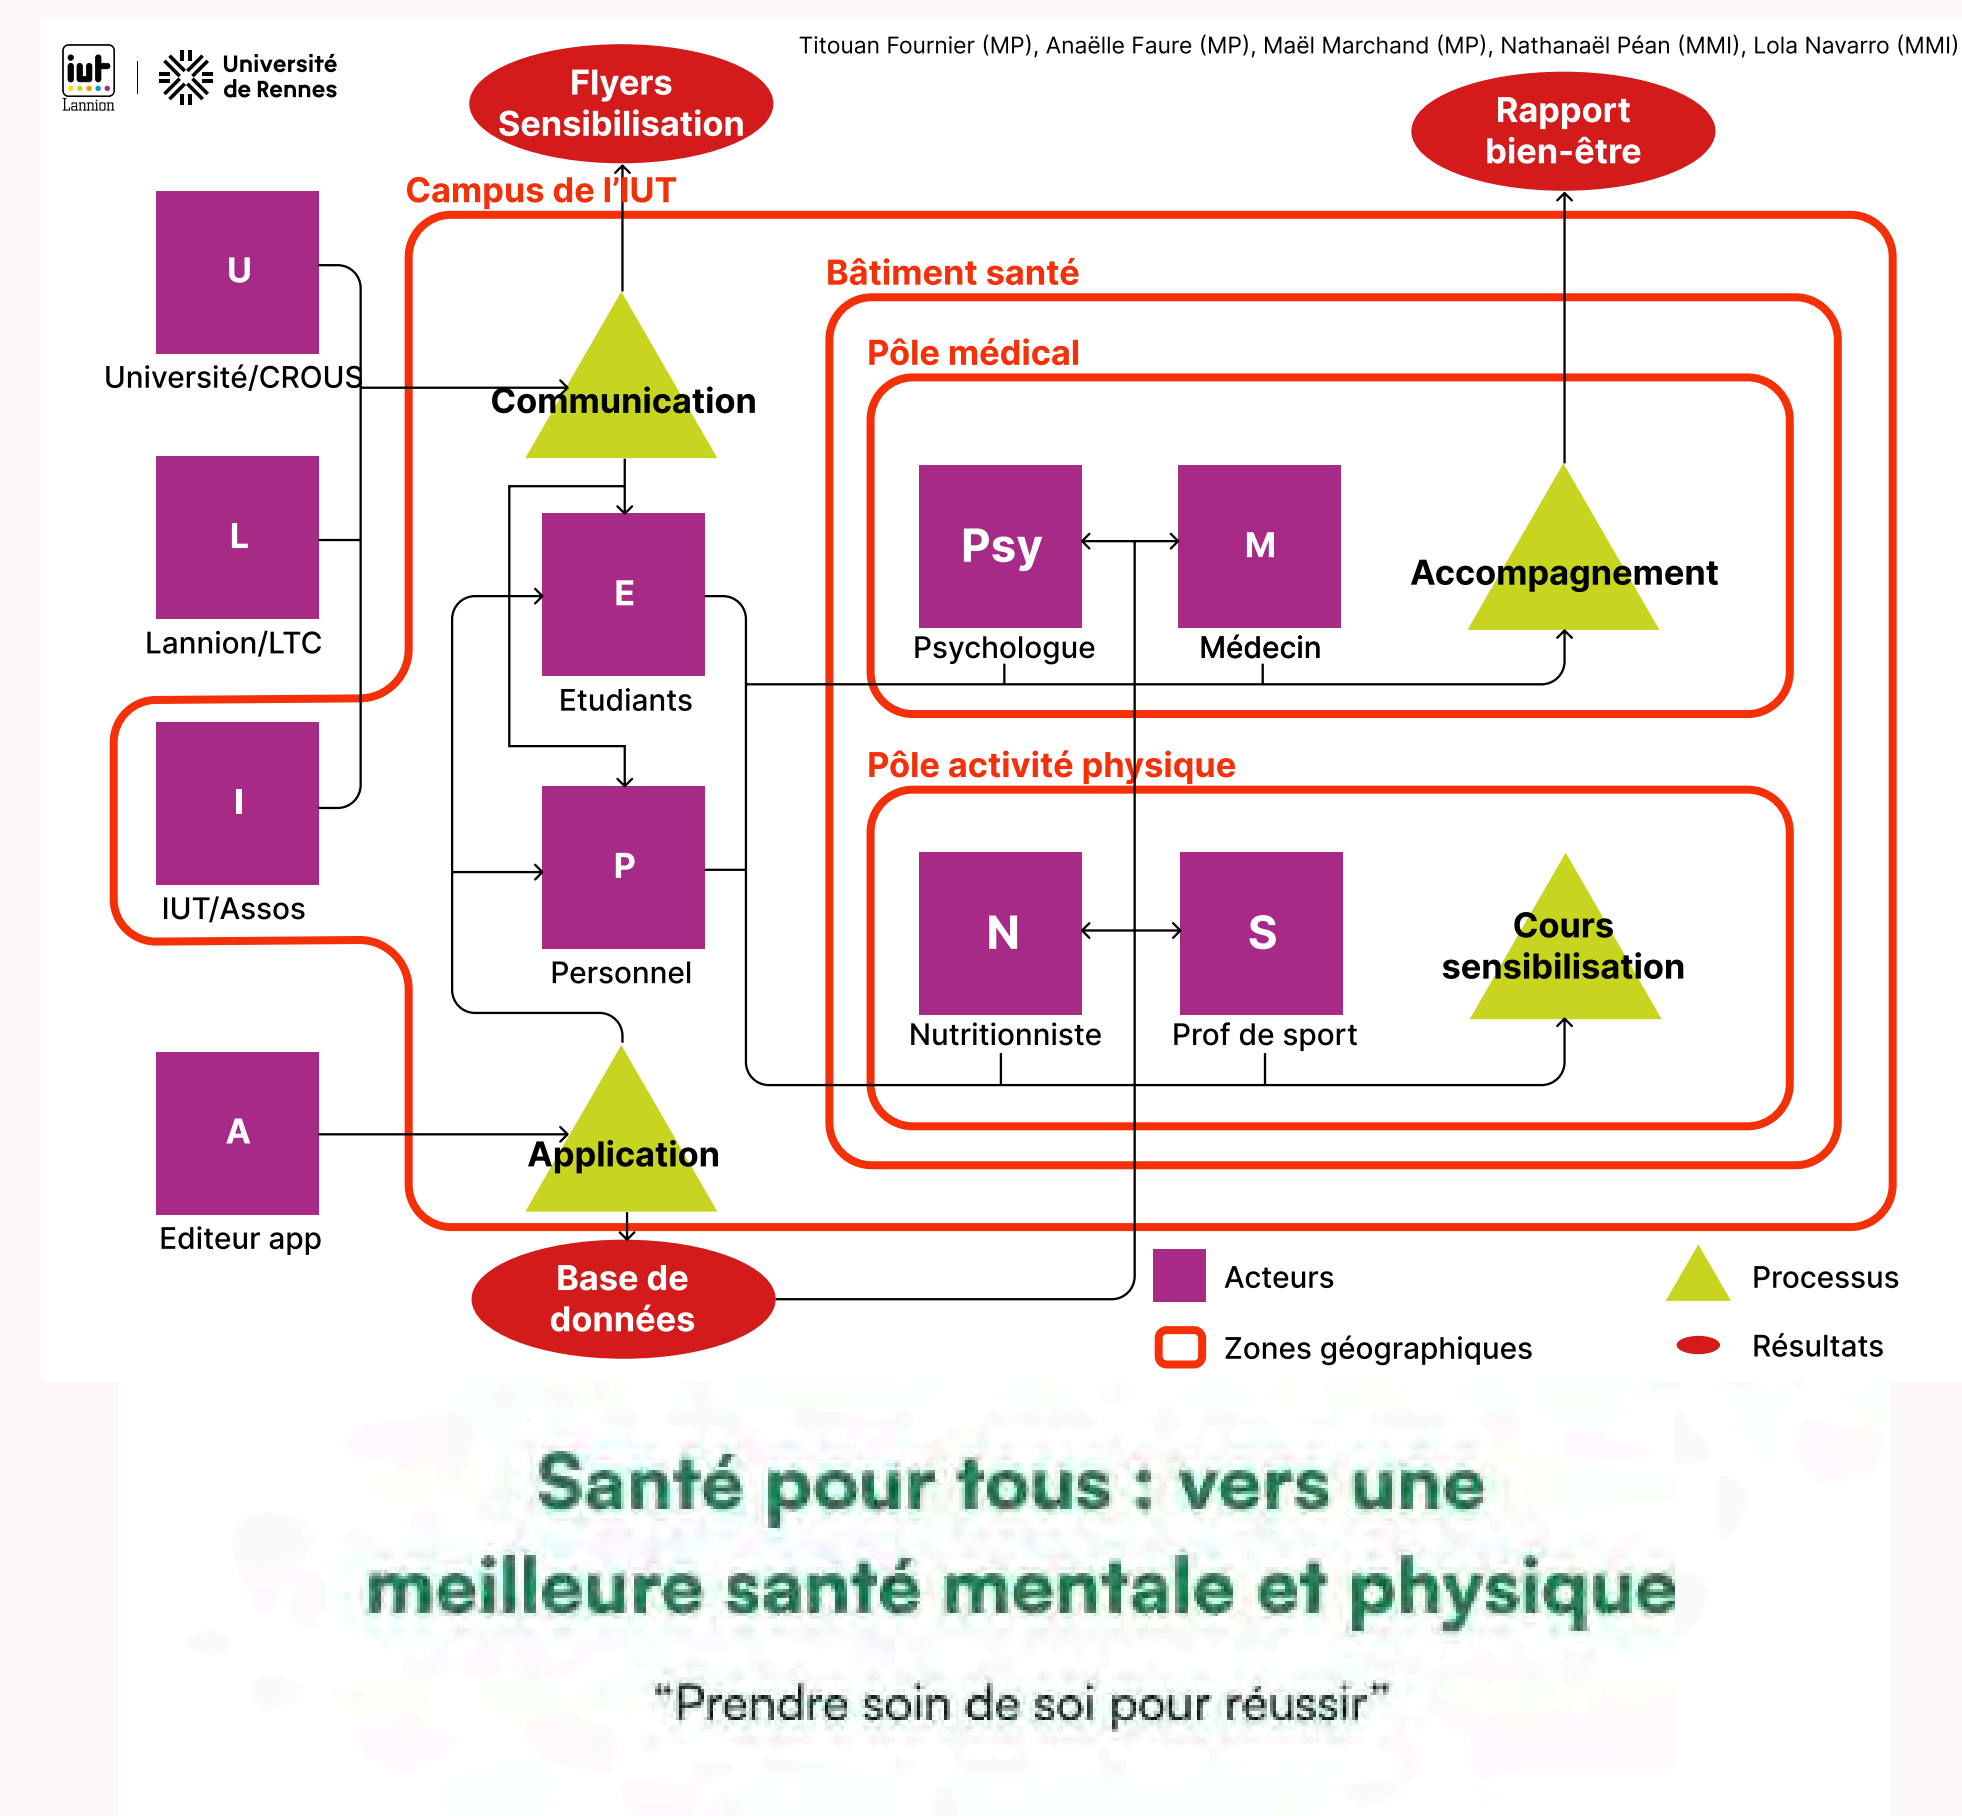 iut
Lannion
Université
de Rennes
Titouan Fournier (MP), Anaëlle Faure (MP), Maël Marchand (MP), Nathanaël Péan (MMI), Lola Navarro (MMI)
Flyers
Sensibilisation
Rapport
bien-être
Campus de l’IUT
U
Université/CROUS
Bâtiment santé
Pôle médical
Communication
L
Lannion/LTC
E
Etudiants
Psy
Psychologue
M
Médecin
Accompagnement
I
IUT/Assos
P
Personnel
Pôle activité physique
N
Nutritionniste
S
Prof de sport
Cours
sensibilisation
A
Editeur app
Application
Base de
données
Acteurs
Processus
Zones géographiques
Résultats
Santé pour tous : vers une
meilleure santé mentale et physique
“Prendre soin de soi pour réussir”